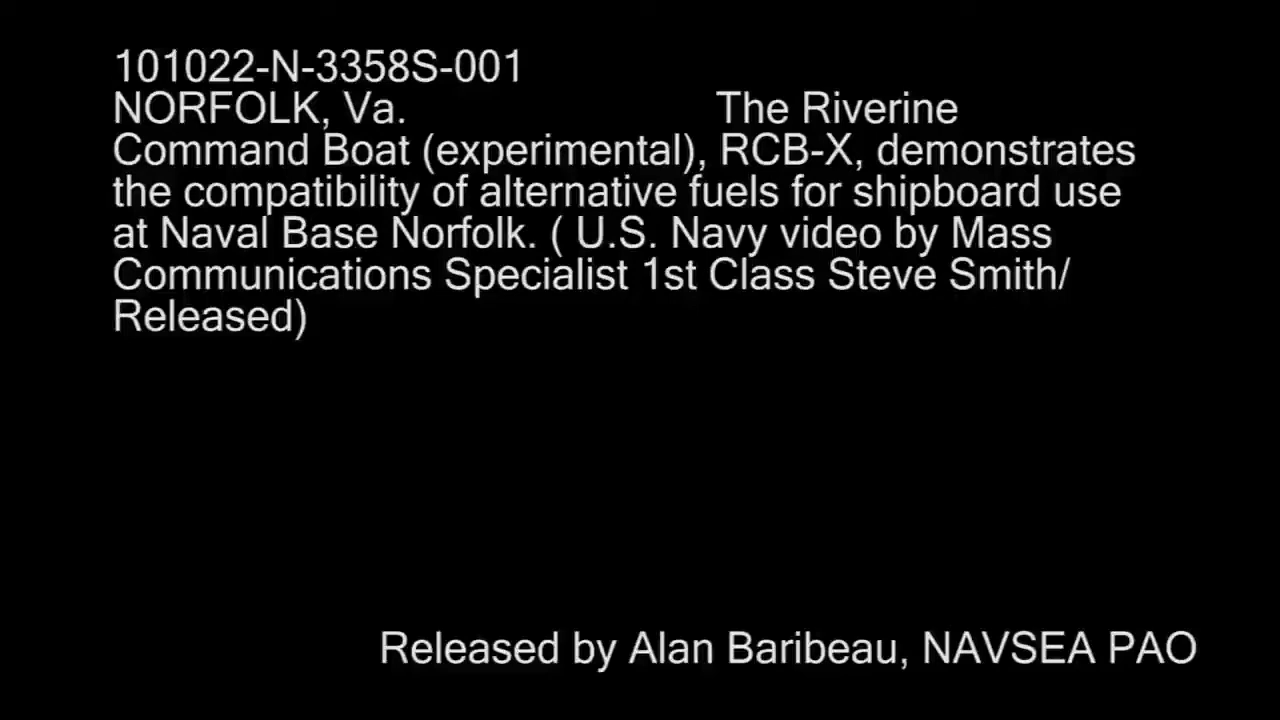 101022-N-3358S-001
NORFOLK, Va. The Riverine
Command Boat (experimental), RCB-X, demonstrates
the compatibility of alternative fuels for shipboard use
at Naval Base Norfolk. ( U.S. Navy video by Mass
Communications Specialist 1st Class Steve Smith/
Released)
Released by Alan Baribeau, NAVSEA PAO